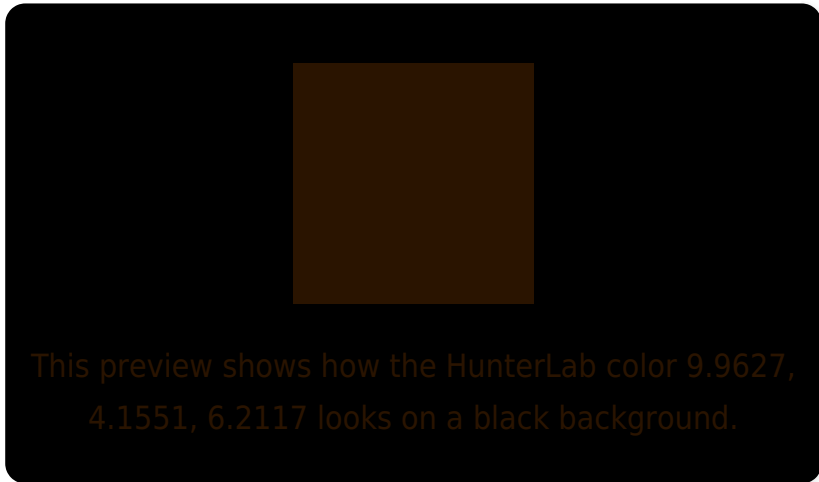 This preview shows how the HunterLab color 9.9627,
4.1551, 6.2117 looks on a black background.